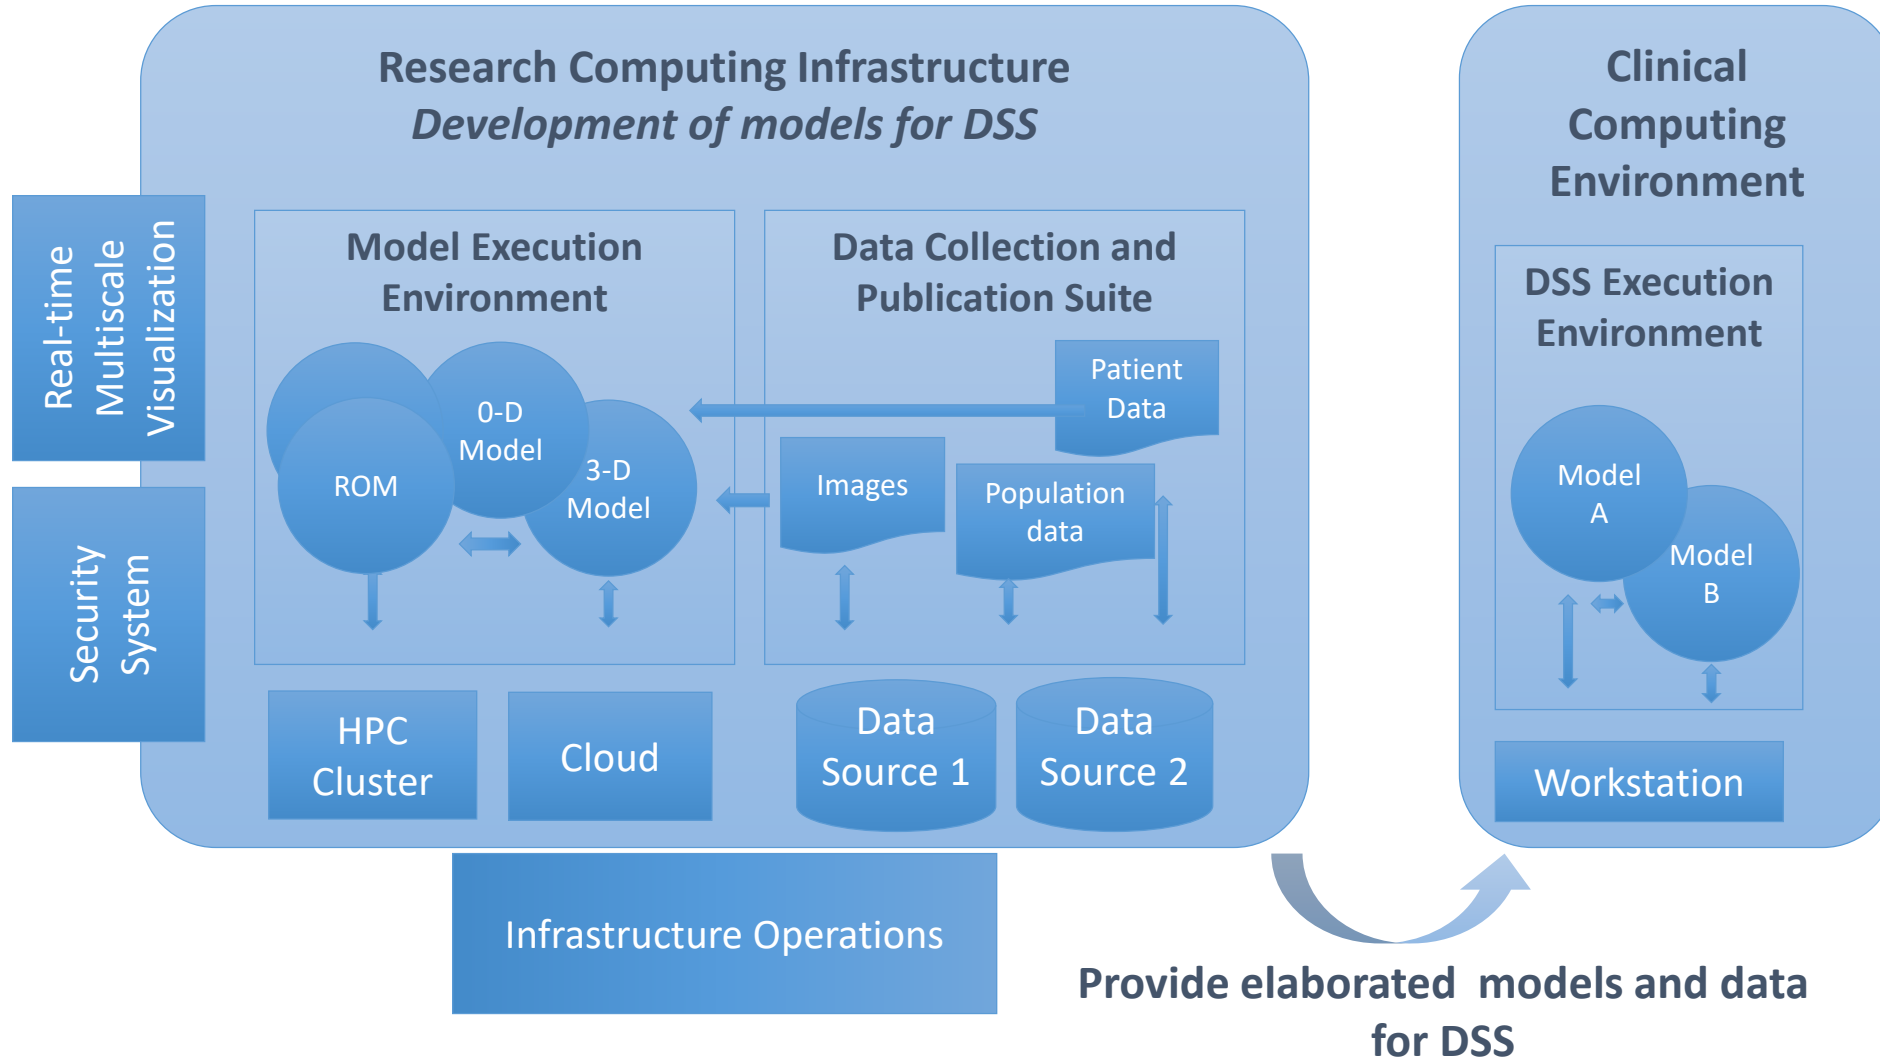 Research Computing Infrastructure
Development of models for DSS
Real-time
Multiscale
Visualization
Security
System
Model Execution
Environment
ROM
0-D
Model
3-D
Model
Data Collection and
Publication Suite
Patient
Data
Images
Population
data
HPC
Cluster
Cloud
Data
Source 1
Data
Source 2
Infrastructure Operations
Clinical
Computing
Environment
DSS Execution
Environment
Model
A
Model
B
Workstation
Provide elaborated  models and data
for DSS